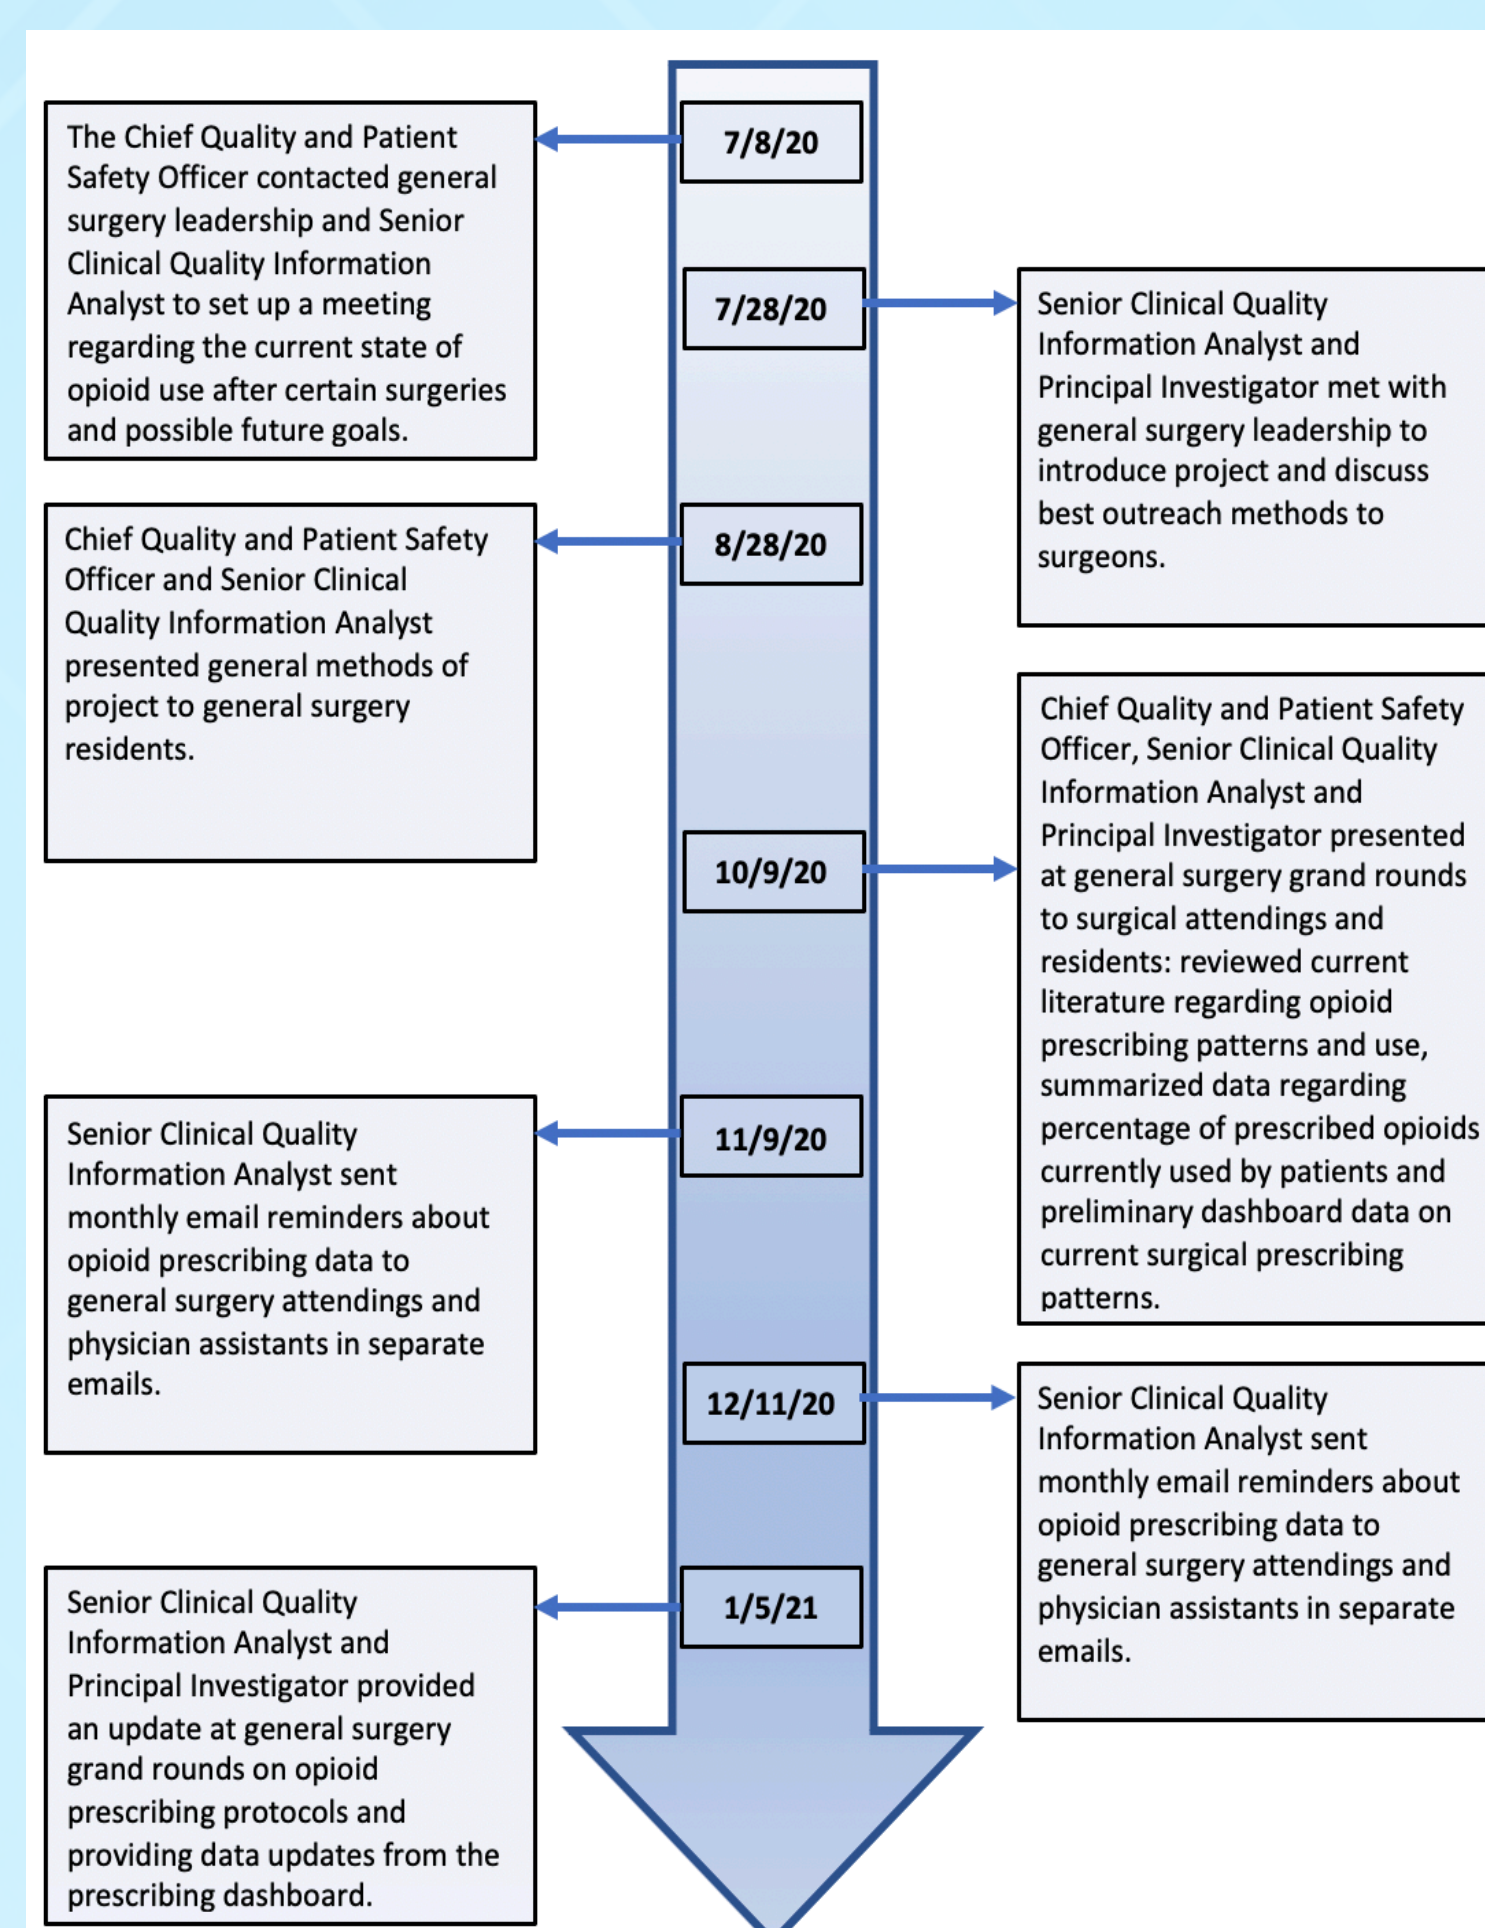 7/8/20
The Chief Quality and Patient
Safety Officer contacted general
surgery leadership and Senior
Clinical Quality Information
Analyst to set up a meeting
regarding the current state of
opioid use after certain surgeries
and possible future goals.
7/28/20
Senior Clinical Quality
Information Analyst and
Principal Investigator met with
general surgery leadership to
introduce project and discuss
best outreach methods to
surgeons.
8/28/20
Chief Quality and Patient Safety
Officer and Senior Clinical
Quality Information Analyst
presented general methods of
project to general surgery
residents.
10/9/20
Chief Quality and Patient Safety
Officer, Senior Clinical Quality
Information Analyst and
Principal Investigator presented
at general surgery grand rounds
to surgical attendings and
residents: reviewed current
literature regarding opioid
prescribing patterns and use,
summarized data regarding
percentage of prescribed opioids
currently used by patients and
preliminary dashboard data on
current surgical prescribing
patterns.
11/9/20
Senior Clinical Quality
Information Analyst sent
monthly email reminders about
opioid prescribing data to
general surgery attendings and
physician assistants in separate
emails.
12/11/20
Senior Clinical Quality
Information Analyst sent
monthly email reminders about
opioid prescribing data to
general surgery attendings and
physician assistants in separate
emails.
1/5/21
Senior Clinical Quality
Information Analyst and
Principal Investigator provided
an update at general surgery
grand rounds on opioid
prescribing protocols and
providing data updates from the
prescribing dashboard.